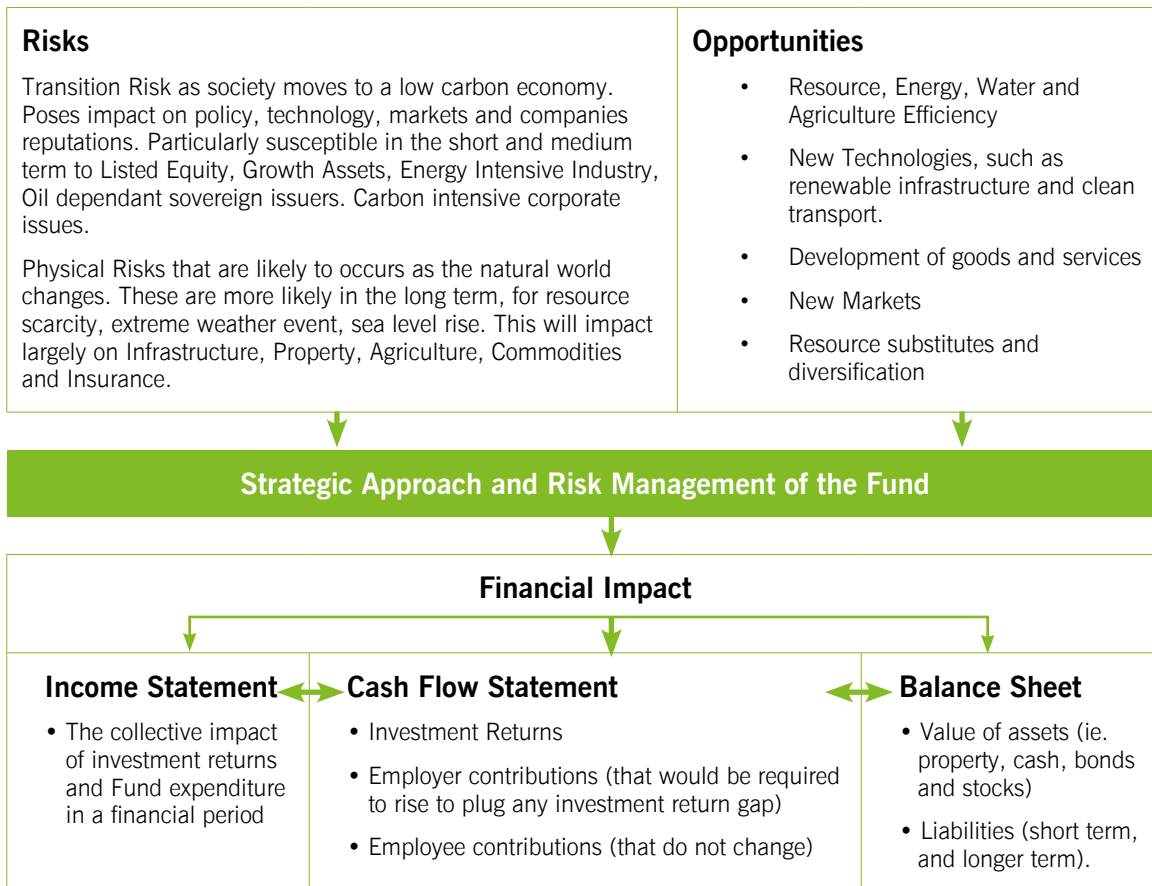 Risks
Transition Risk as society moves to a low carbon economy.
Poses impact on policy, technology, markets and companies
reputations. Particularly susceptible in the short and medium
term to Listed Equity, Growth Assets, Energy Intensive Industry,
Oil dependant sovereign issuers. Carbon intensive corporate
issues.
Physical Risks that are likely to occurs as the natural world
changes. These are more likely in the long term, for resource
scarcity, extreme weather event, sea level rise. This will impact
largely on Infrastructure, Property, Agriculture, Commodities
and Insurance.
Opportunities
• Resource, Energy, Water and
Agriculture Efficiency
• New Technologies, such as
renewable infrastructure and clean
transport.
• Development of goods and services
• New Markets
• Resource substitutes and
diversification
Strategic Approach and Risk Management of the Fund
Financial Impact
Income Statement
• The collective impact
of investment returns
and Fund expenditure
in a financial period
Cash Flow Statement
• Investment Returns
• Employer contributions (that would be required
to rise to plug any investment return gap)
• Employee contributions (that do not change)
Balance Sheet
• Value of assets (ie.
property, cash, bonds
and stocks)
• Liabilities (short term,
and longer term).